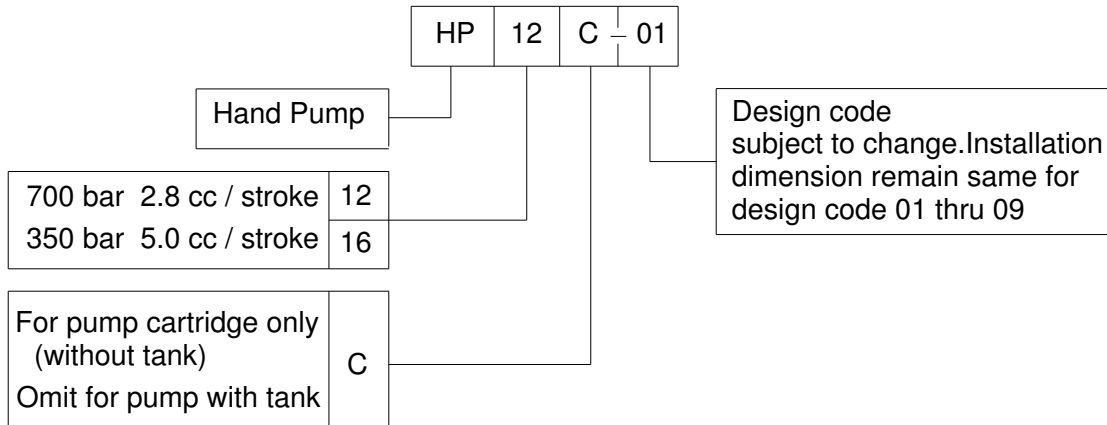 HP 12 C - 01
Hand Pump
Design code
subject to change.Installation
dimension remain same for
design code 01 thru 09
700 bar 2.8 cc / stroke 12
350 bar 5.0 cc / stroke 16
For pump cartridge only
(without tank)
C
Omit for pump with tank